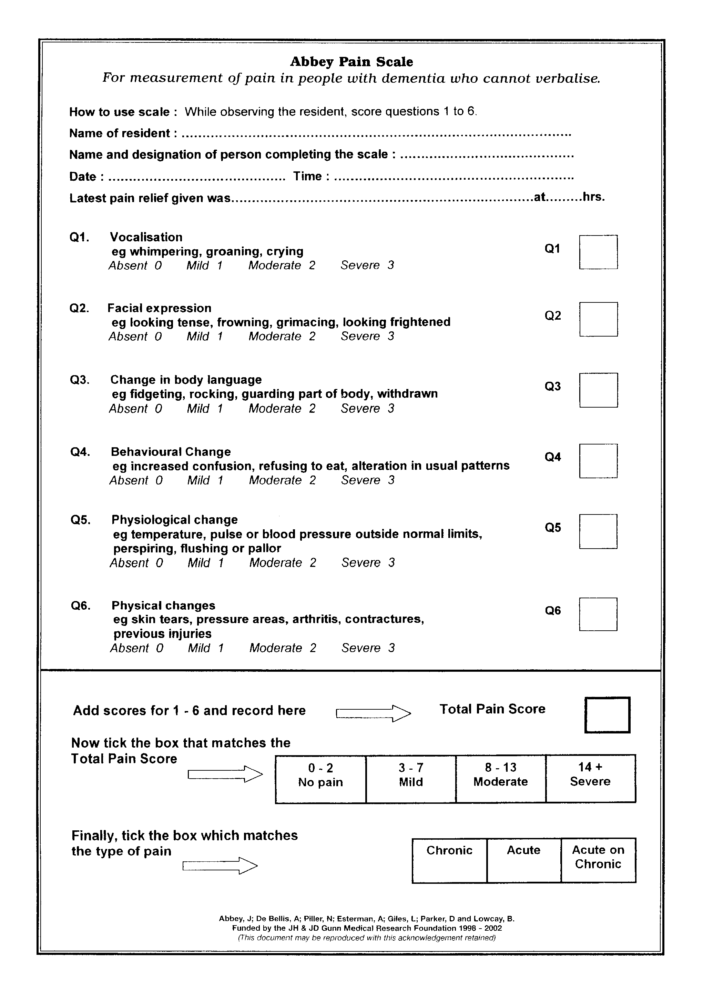 Abbey Pain Scale
For measurement of pain in people with dementia who cannot verbalise.
How to use scale : While observing the resident, score questions 1 to 6.
Name of resident : ........................................................................................
Name and designation of person completing the scale : ........................................
Date : ......................................... Time : ........................................................
Latest pain relief given was......................................................................at.........hrs.
Q1. Vocalisation
eg whimpering, groaning, crying
Q1
Absent 0 Mild 1 Moderate 2 Severe 3
Q2. Facial expression
eg looking tense, frowning, grimacing, looking frightened
Q2
Absent 0 Mild 1 Moderate 2 Severe 3
Q3. Change in body language
eg fidgeting, rocking, guarding part of body, withdrawn
Q3
Absent 0 Mild 1 Moderate 2 Severe 3
Q4. Behavioural Change
eg increased confusion, refusing to eat, alteration in usual patterns
Q4
Absent 0 Mild 1 Moderate 2 Severe 3
Q5. Physiological change
eg temperature, pulse or blood pressure outside normal limits,
Q5
perspiring, flushing or pallor
Absent 0 Mild 1 Moderate 2 Severe 3
Q6. Physical changes
eg skin tears, pressure areas, arthritis, contractures,
Q6
previous injuries
Absent 0 Mild 1 Moderate 2 Severe 3
Add scores for 1 - 6 and record here Total Pain Score
Now tick the box that matches the
Total Pain Score
0 - 2 3 - 7 8 - 13 14 +
No pain Mild Moderate Severe
Finally, tick the box which matches
the type of pain
Chronic Acute Acute on
Chronic
Abbey, J; De Bellis, A; Piller, N; Esterman, A; Giles, L; Parker, D and Lowcay, B.
Funded by the JH & JD Gunn Medical Research Foundation 1998 - 2002
(This document may be reproduced with this acknowledgement retained)